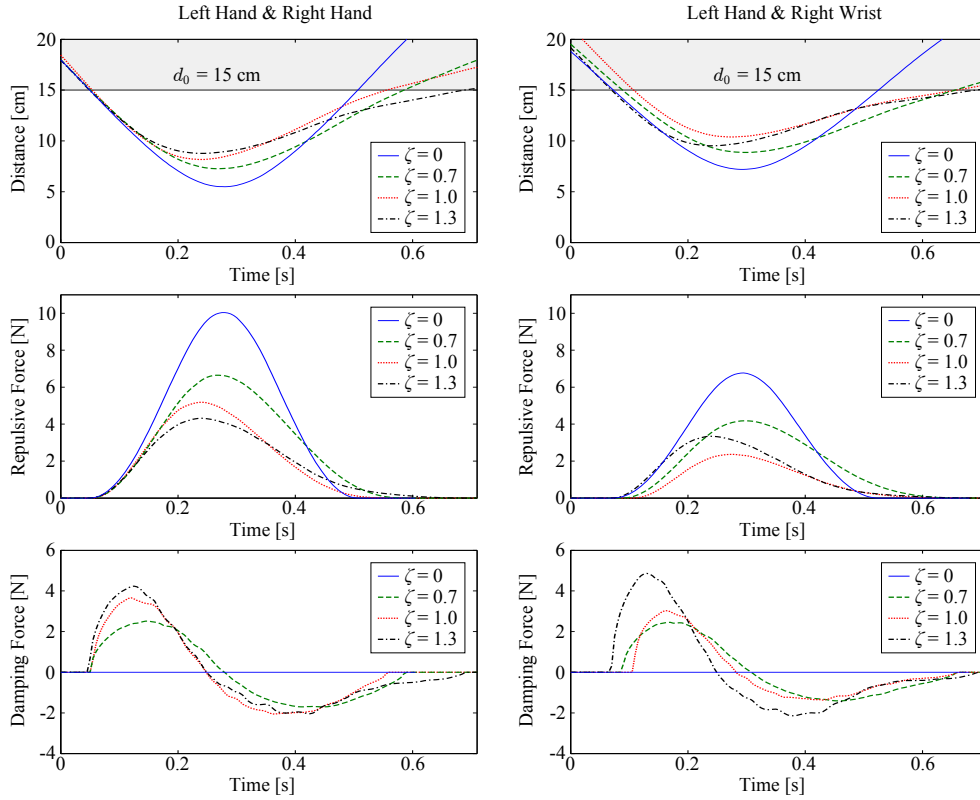 Left Hand & Right Hand
Left Hand & Right Wrist
20
15
10
5
0
Distance [cm]
d₀ = 15 cm
ζ = 0
ζ = 0.7
ζ = 1.0
ζ = 1.3
0 0.2 0.4 0.6
Time [s]
20
15
10
5
0
Distance [cm]
d₀ = 15 cm
ζ = 0
ζ = 0.7
ζ = 1.0
ζ = 1.3
0 0.2 0.4 0.6
Time [s]
10
8
6
4
2
0
Repulsive Force [N]
ζ = 0
ζ = 0.7
ζ = 1.0
ζ = 1.3
0 0.2 0.4 0.6
Time [s]
10
8
6
4
2
0
Repulsive Force [N]
ζ = 0
ζ = 0.7
ζ = 1.0
ζ = 1.3
0 0.2 0.4 0.6
Time [s]
6
4
2
0
-2
-4
Damping Force [N]
ζ = 0
ζ = 0.7
ζ = 1.0
ζ = 1.3
0 0.2 0.4 0.6
Time [s]
6
4
2
0
-2
-4
Damping Force [N]
ζ = 0
ζ = 0.7
ζ = 1.0
ζ = 1.3
0 0.2 0.4 0.6
Time [s]